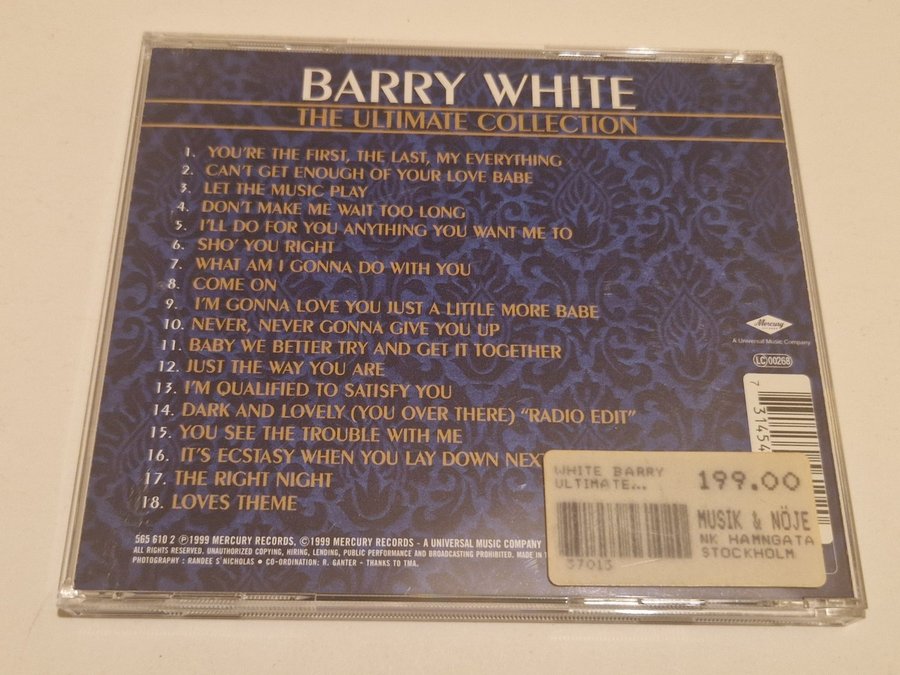 BARRY WHITE
THE ULTIMATE COLLECTION
1. YOU'RE THE FIRST, THE LAST, MY EVERYTHING
2. CAN'T GET ENOUGH OF YOUR LOVE BABE
3. LET THE MUSIC PLAY
4. DON'T MAKE ME WAIT TOO LONG
5. I'LL DO FOR YOU ANYTHING YOU WANT ME TO
6. SHO' YOU RIGHT
7. WHAT AM I GONNA DO WITH YOU
8. COME ON
9. I'M GONNA LOVE YOU JUST A LITTLE MORE BABE
10. NEVER, NEVER GONNA GIVE YOU UP
11. BABY WE BETTER TRY AND GET IT TOGETHER
12. JUST THE WAY YOU ARE
13. I'M QUALIFIED TO SATISFY YOU
14. DARK AND LOVELY (YOU OVER THERE) "RADIO EDIT"
15. YOU SEE THE TROUBLE WITH ME
16. IT'S ECSTASY WHEN YOU LAY DOWN NEXT
17. THE RIGHT NIGHT
18. LOVES THEME
Mercury
A Universal Music Company
LC 00268
7 31454
WHITE BARRY
ULTIMATE...
199.00
MUSIK & NÖJE
NK HAMNGATA
STOCKHOLM
37013
565 610 2 ℗1999 MERCURY RECORDS, ©1999 MERCURY RECORDS - A UNIVERSAL MUSIC COMPANY
ALL RIGHTS RESERVED. UNAUTHORIZED COPYING, HIRING, LENDING, PUBLIC PERFORMANCE AND BROADCASTING PROHIBITED. MADE IN
PHOTOGRAPHY : RANDEE S' NICHOLAS • CO-ORDINATION: R. GANTER - THANKS TO TMA.